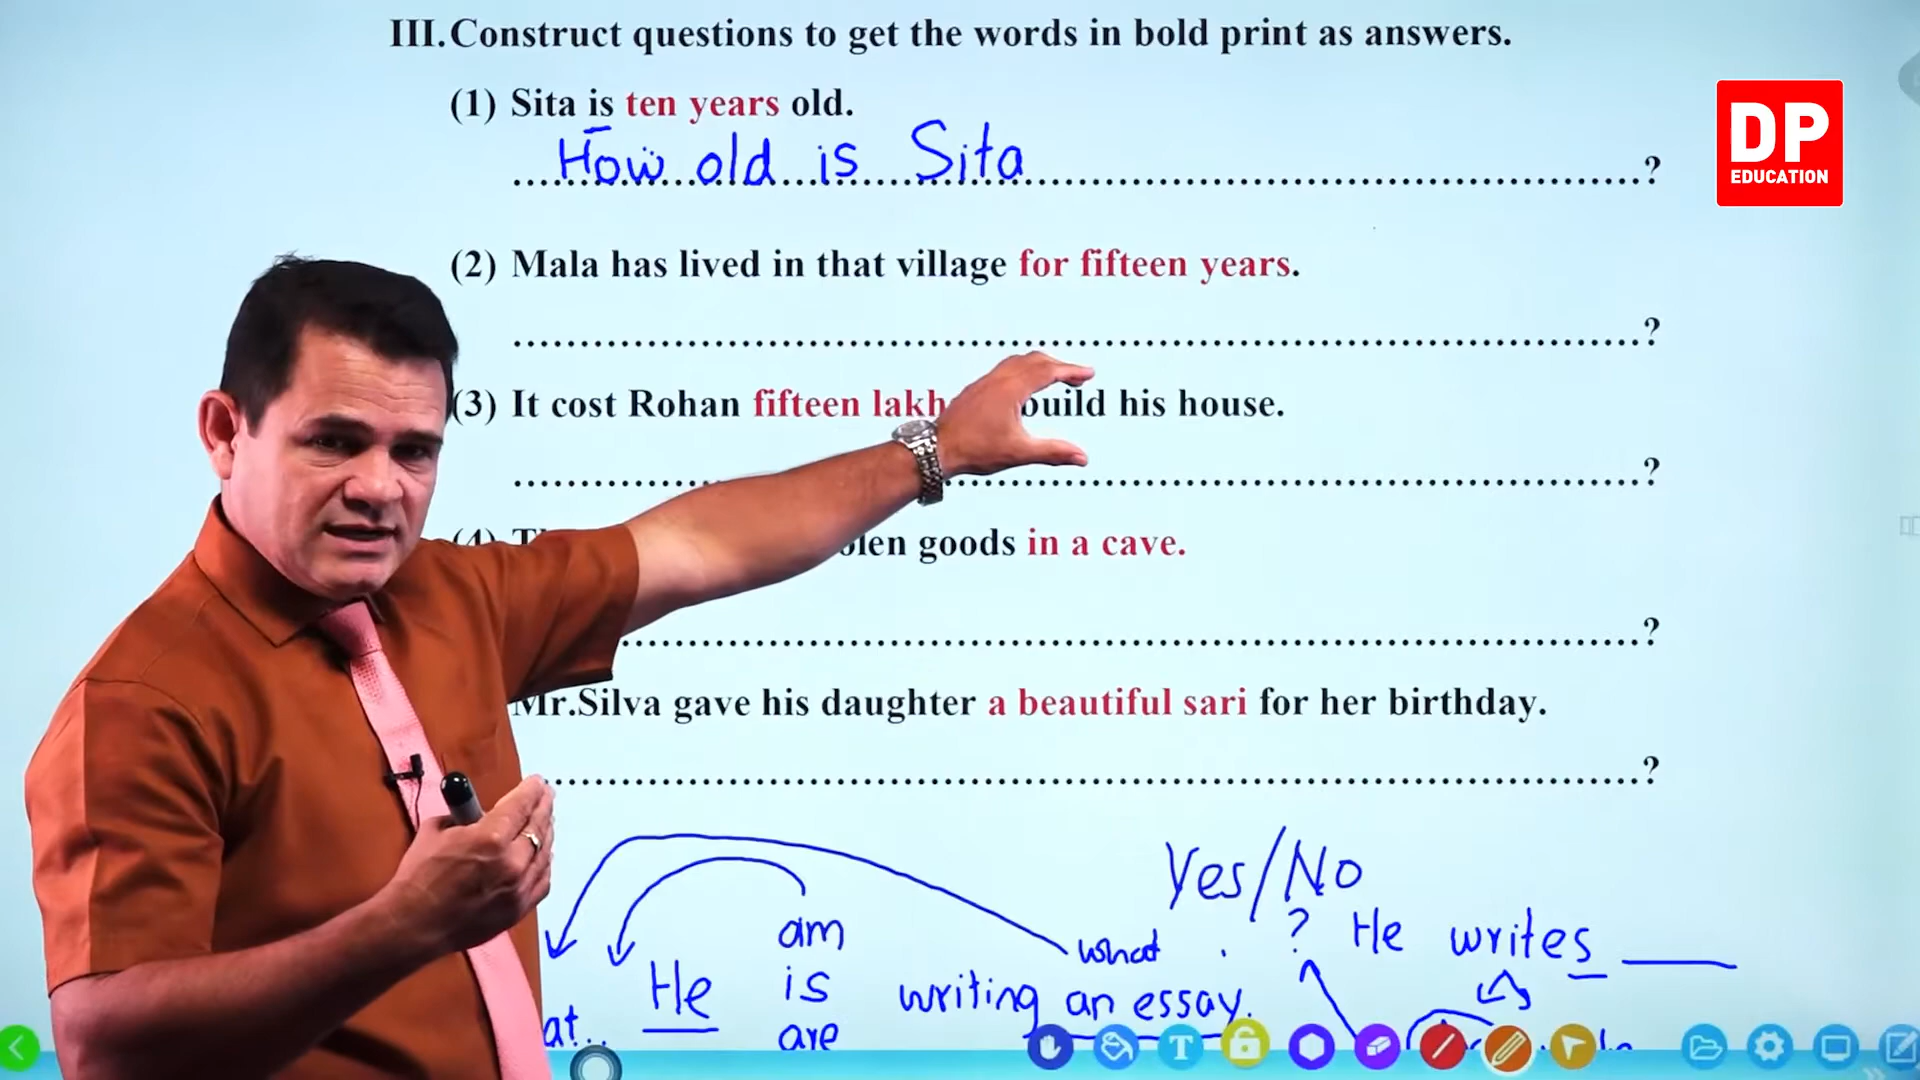 III. Construct questions to get the words in bold print as answers.
(1) Sita is ten years old.
How old is Sita ?
DP
EDUCATION
(2) Mala has lived in that village for fifteen years.
?
(3) It cost Rohan fifteen build his house.
?
goods in a cave.
?
Mr.Silva gave his daughter a beautiful sari for her birthday.
?
Yes/No
am what . ? He writes
He is writing an essay.
at.. are
T